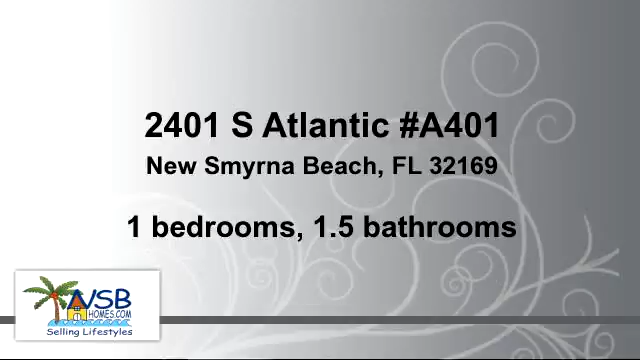 2401 S Atlantic #A401
New Smyrna Beach, FL 32169
1 bedrooms, 1.5 bathrooms
NSB
HOMES.COM
Selling Lifestyles